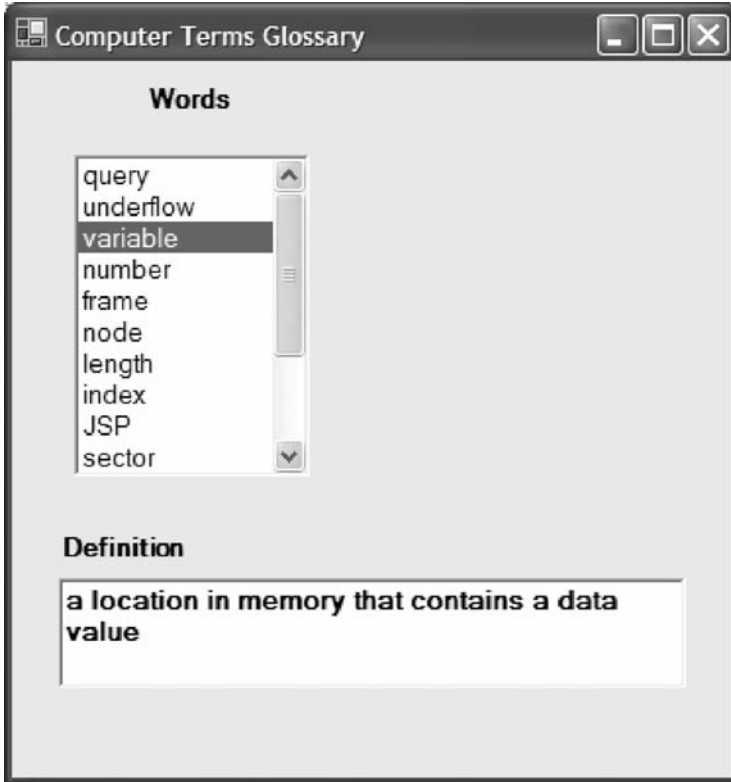 Computer Terms Glossary
Words
query
underflow
variable
number
frame
node
length
index
JSP
sector
Definition
a location in memory that contains a data
value